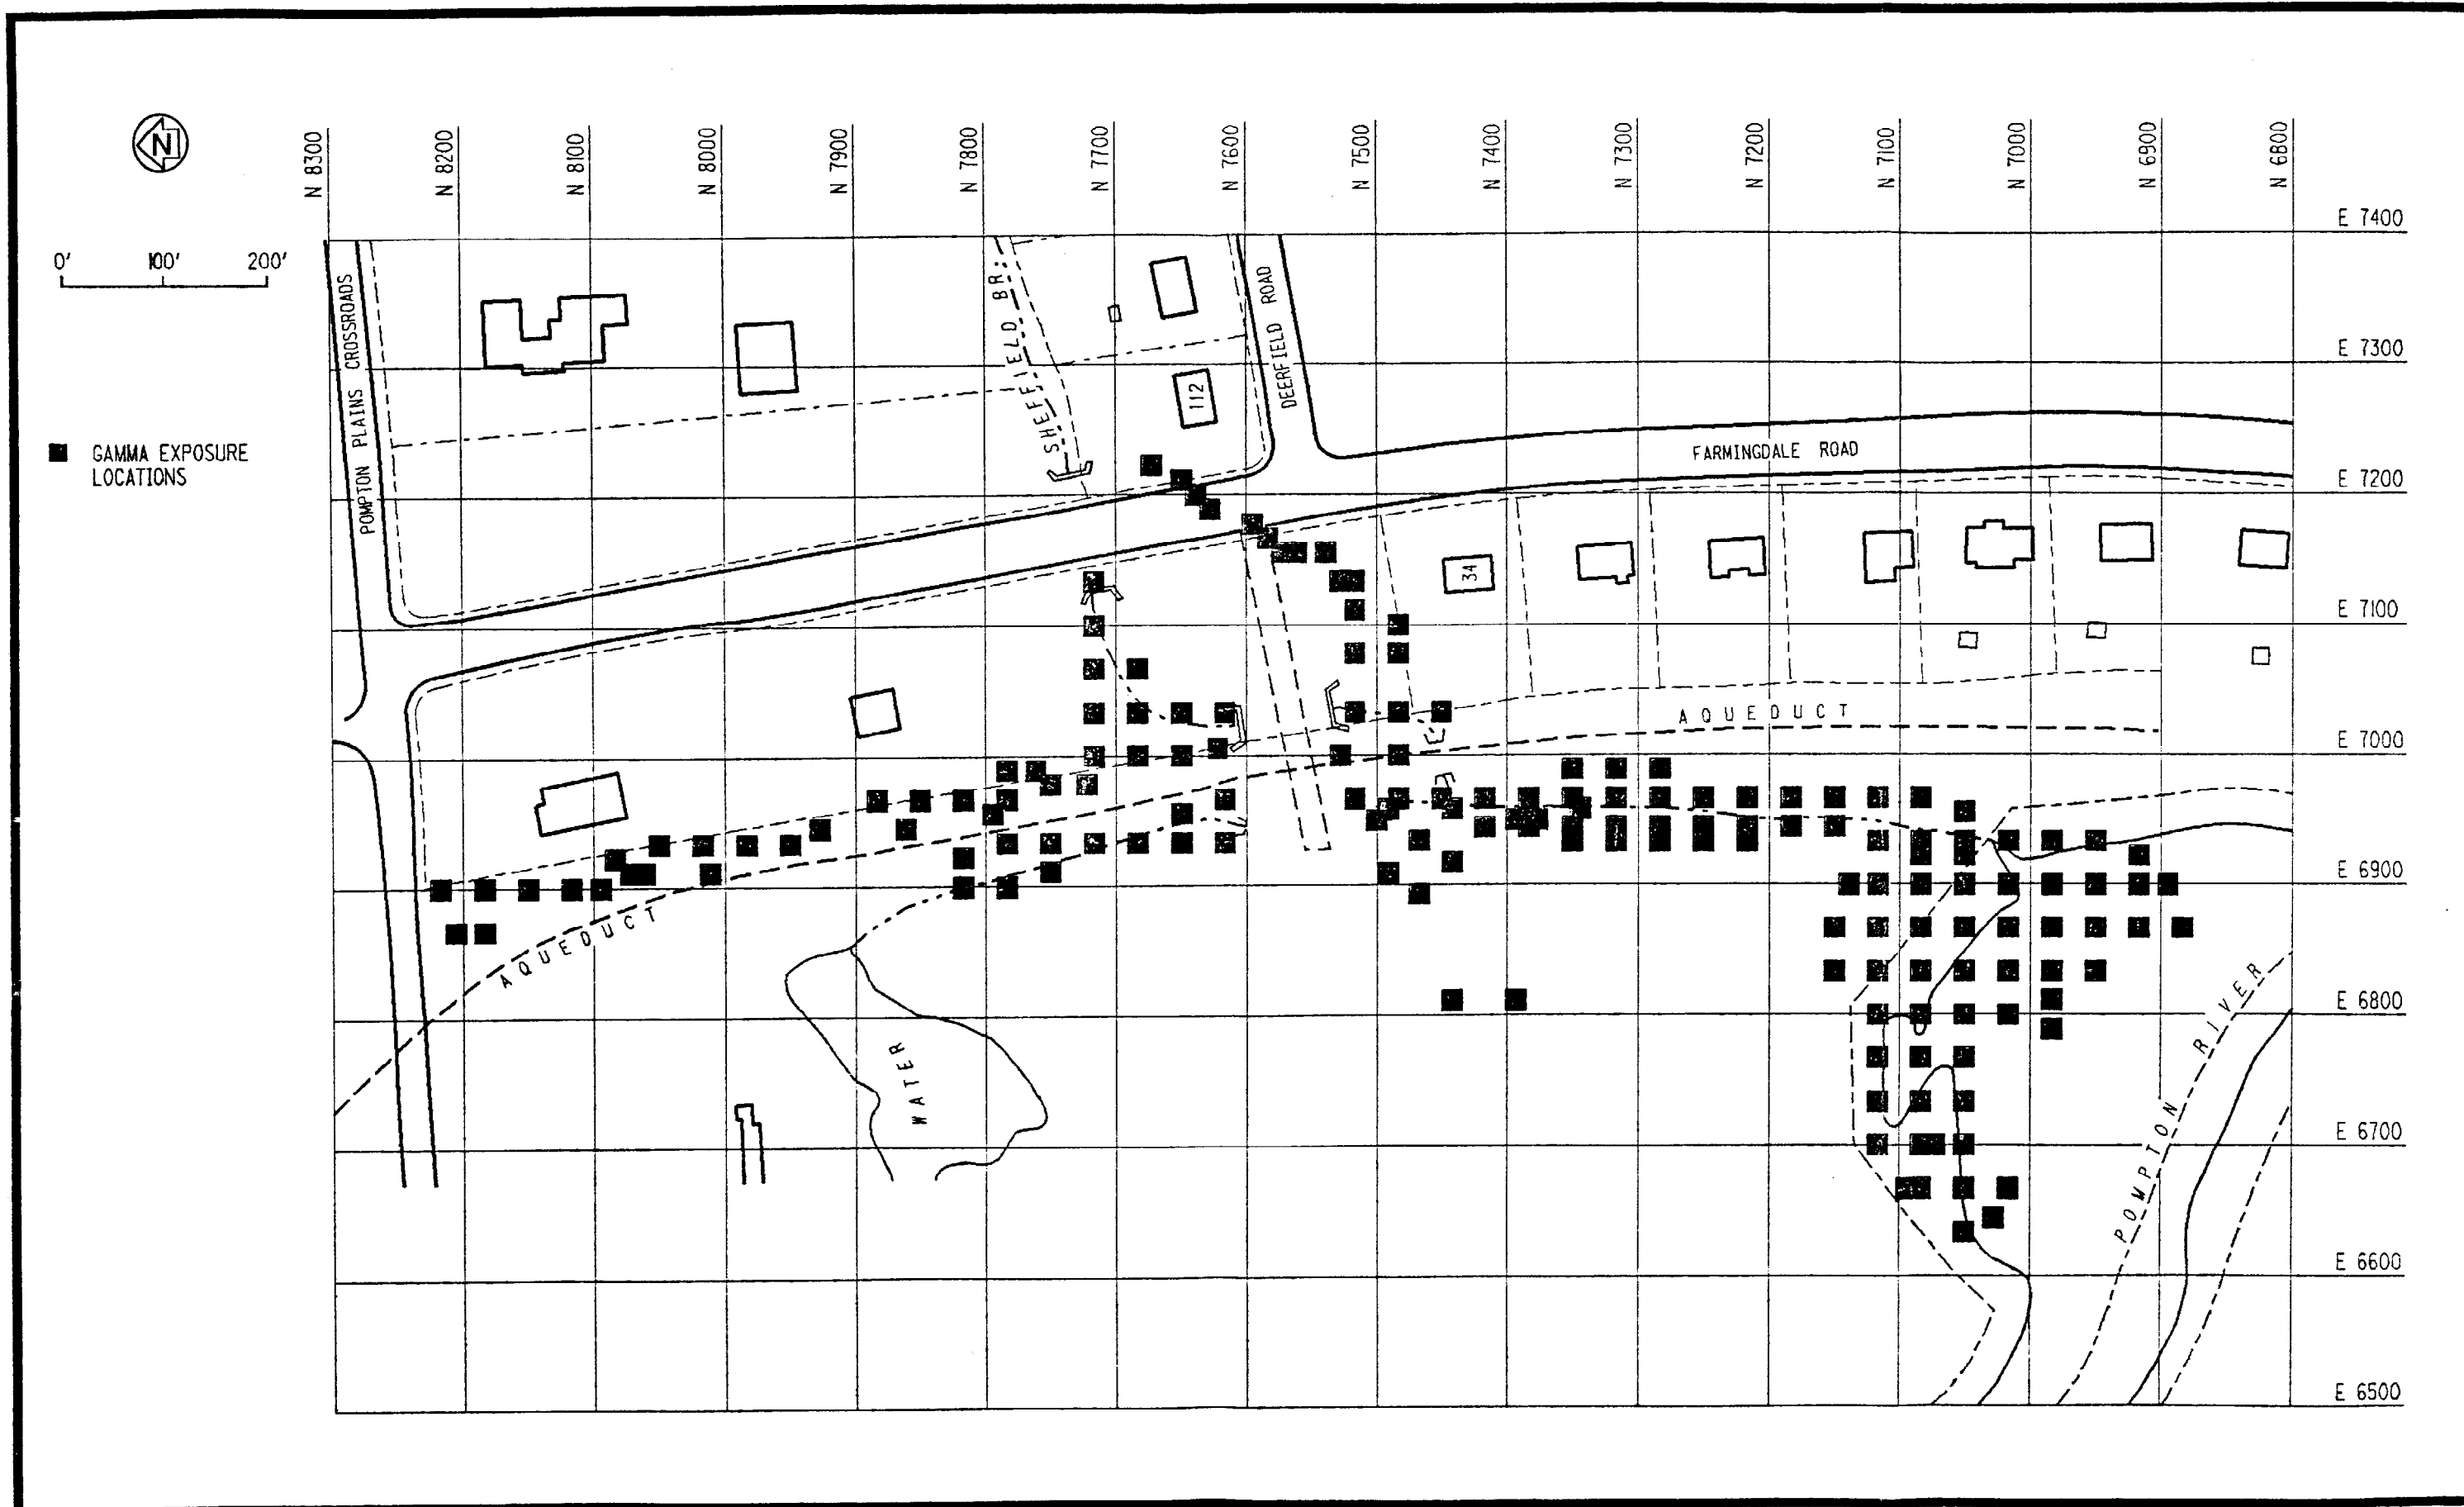 N
N 8300
N 8200
N 8100
N 8000
N 7900
N 7800
N 7700
N 7600
N 7500
N 7400
N 7300
N 7200
N 7100
N 7000
N 6900
N 6800
0' 100' 200'
GAMMA EXPOSURE
LOCATIONS
POMPTON PLAINS CROSSROADS
SHEFFIELD BR.
DEERFIELD ROAD
112
FARMINGDALE ROAD
34
AQUEDUCT
AQUEDUCT
WATER
POMPTON RIVER
E 7400
E 7300
E 7200
E 7100
E 7000
E 6900
E 6800
E 6700
E 6600
E 6500